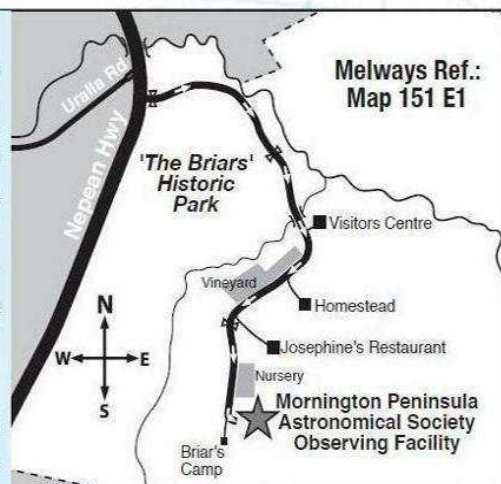 Melways Ref.:
Map 151 E1
Uralla Rd
Nepean Hwy
'The Briars'
Historic
Park
Visitors Centre
Vineyard
Homestead
N
W
E
S
Josephine's Restaurant
Nursery
Mornington Peninsula
Astronomical Society
Observing Facility
Briar's
Camp